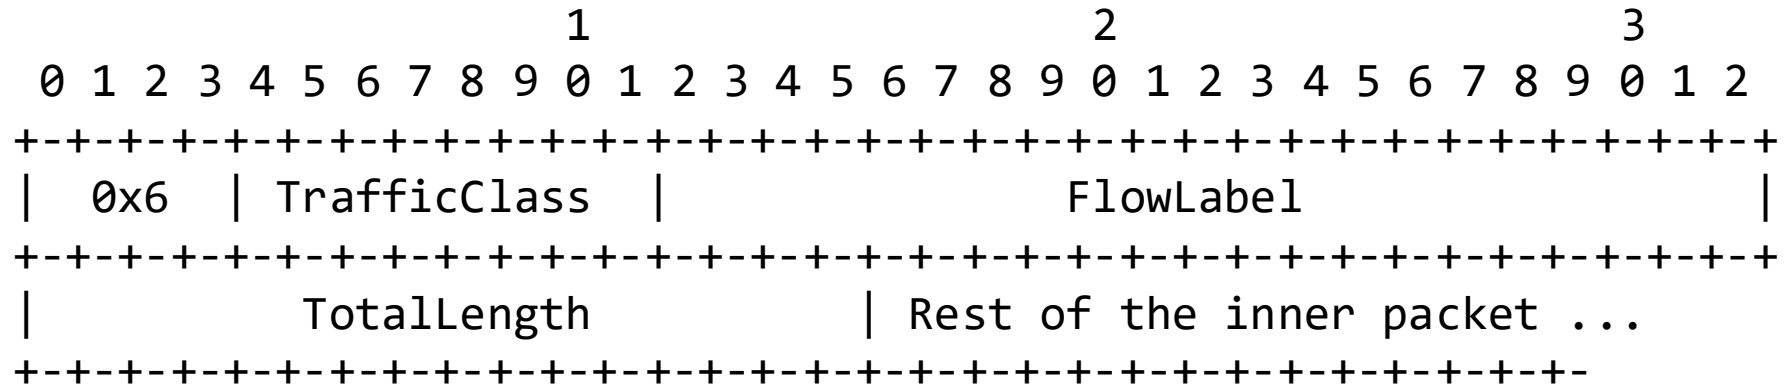 1                   2                   3
 0 1 2 3 4 5 6 7 8 9 0 1 2 3 4 5 6 7 8 9 0 1 2 3 4 5 6 7 8 9 0 1 2
+-+-+-+-+-+-+-+-+-+-+-+-+-+-+-+-+-+-+-+-+-+-+-+-+-+-+-+-+-+-+-+-+-+
|  0x6  | TrafficClass  |               FlowLabel                 |
+-+-+-+-+-+-+-+-+-+-+-+-+-+-+-+-+-+-+-+-+-+-+-+-+-+-+-+-+-+-+-+-+-+
|          TotalLength          | Rest of the inner packet ...
+-+-+-+-+-+-+-+-+-+-+-+-+-+-+-+-+-+-+-+-+-+-+-+-+-+-+-+-+-+-